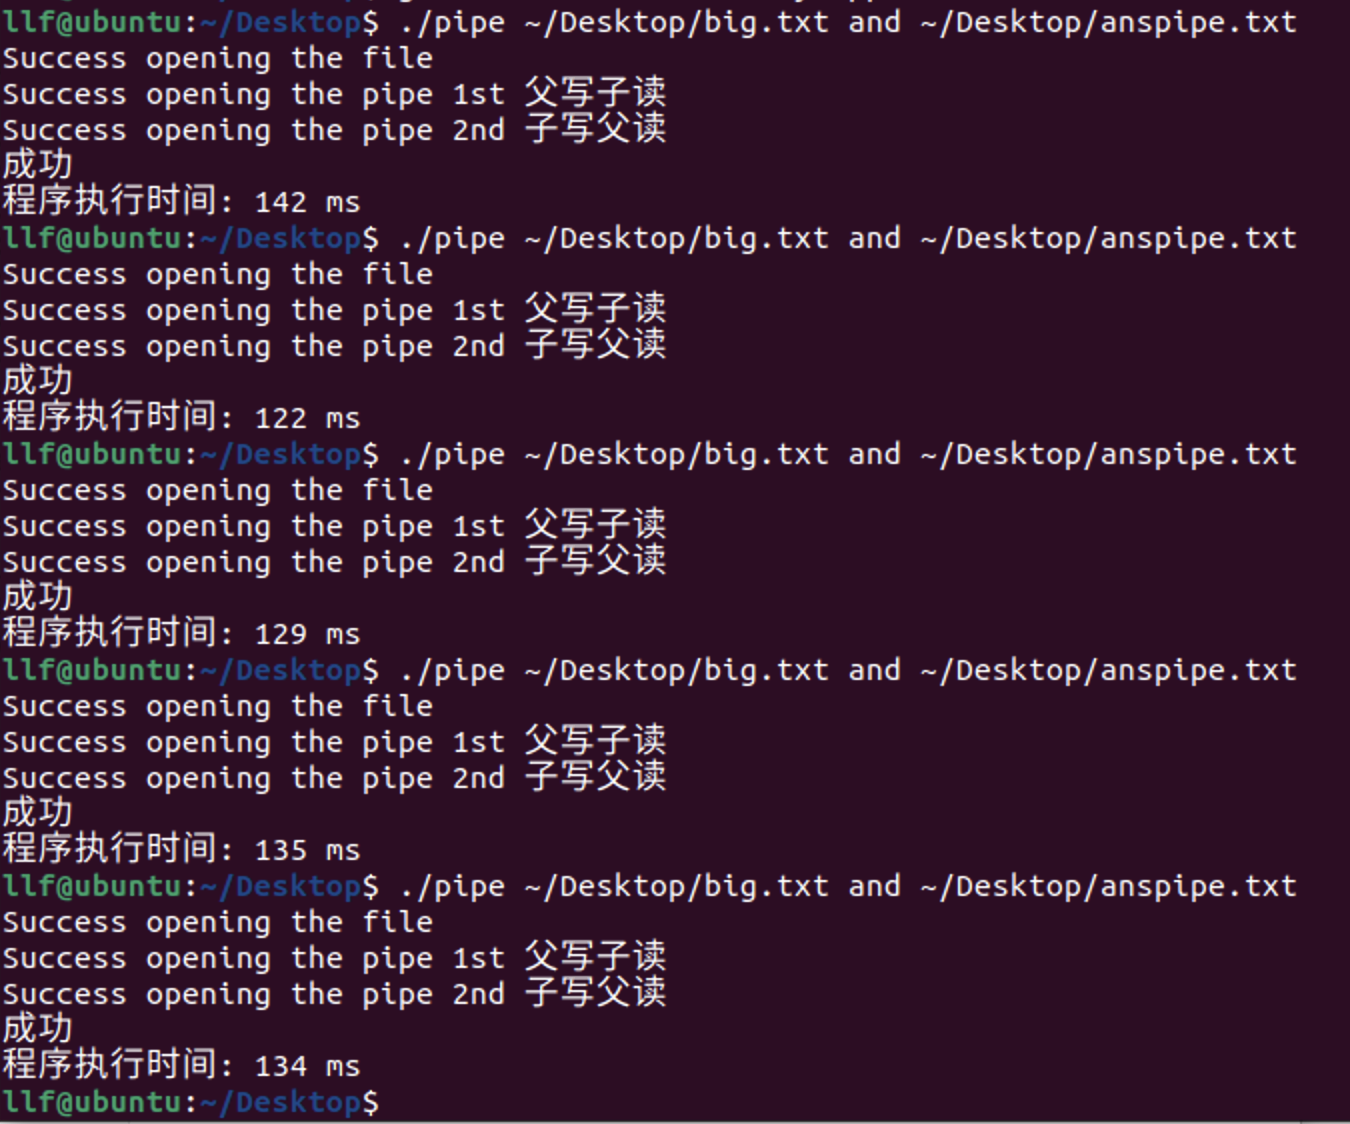 llf@ubuntu:~/Desktop$ ./pipe ~/Desktop/big.txt and ~/Desktop/anspipe.txt
Success opening the file
Success opening the pipe 1st 父写子读
Success opening the pipe 2nd 子写父读
成功
程序执行时间: 142 ms
llf@ubuntu:~/Desktop$ ./pipe ~/Desktop/big.txt and ~/Desktop/anspipe.txt
Success opening the file
Success opening the pipe 1st 父写子读
Success opening the pipe 2nd 子写父读
成功
程序执行时间: 122 ms
llf@ubuntu:~/Desktop$ ./pipe ~/Desktop/big.txt and ~/Desktop/anspipe.txt
Success opening the file
Success opening the pipe 1st 父写子读
Success opening the pipe 2nd 子写父读
成功
程序执行时间: 129 ms
llf@ubuntu:~/Desktop$ ./pipe ~/Desktop/big.txt and ~/Desktop/anspipe.txt
Success opening the file
Success opening the pipe 1st 父写子读
Success opening the pipe 2nd 子写父读
成功
程序执行时间: 135 ms
llf@ubuntu:~/Desktop$ ./pipe ~/Desktop/big.txt and ~/Desktop/anspipe.txt
Success opening the file
Success opening the pipe 1st 父写子读
Success opening the pipe 2nd 子写父读
成功
程序执行时间: 134 ms
llf@ubuntu:~/Desktop$